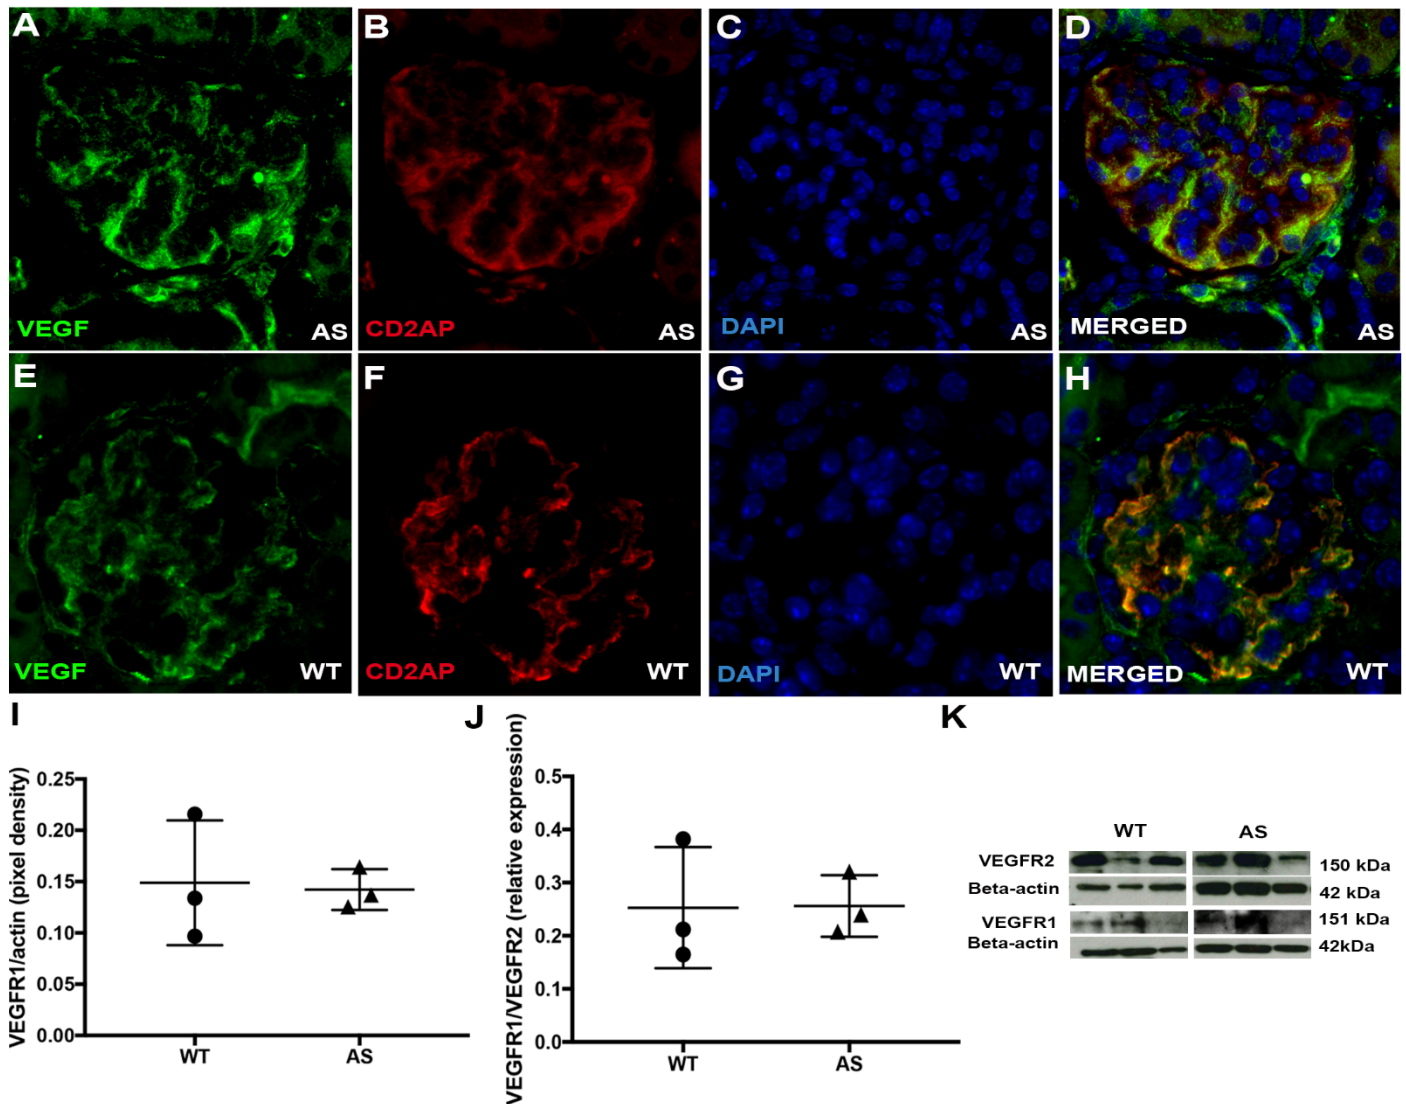 A
B
C
D
VEGF
AS
CD2AP
AS
DAPI
AS
MERGED
AS
E
F
G
H
VEGF
WT
CD2AP
WT
DAPI
WT
MERGED
WT
I
J
K
VEGFR1/actin (pixel density)
0.25
0.20
0.15
0.10
0.05
0.00
WT
AS
VEGFR1/VEGFR2 (relative expression)
0.5
0.4
0.3
0.2
0.1
0.0
WT
AS
WT
AS
VEGFR2
150 kDa
Beta-actin
42 kDa
VEGFR1
151 kDa
Beta-actin
42kDa